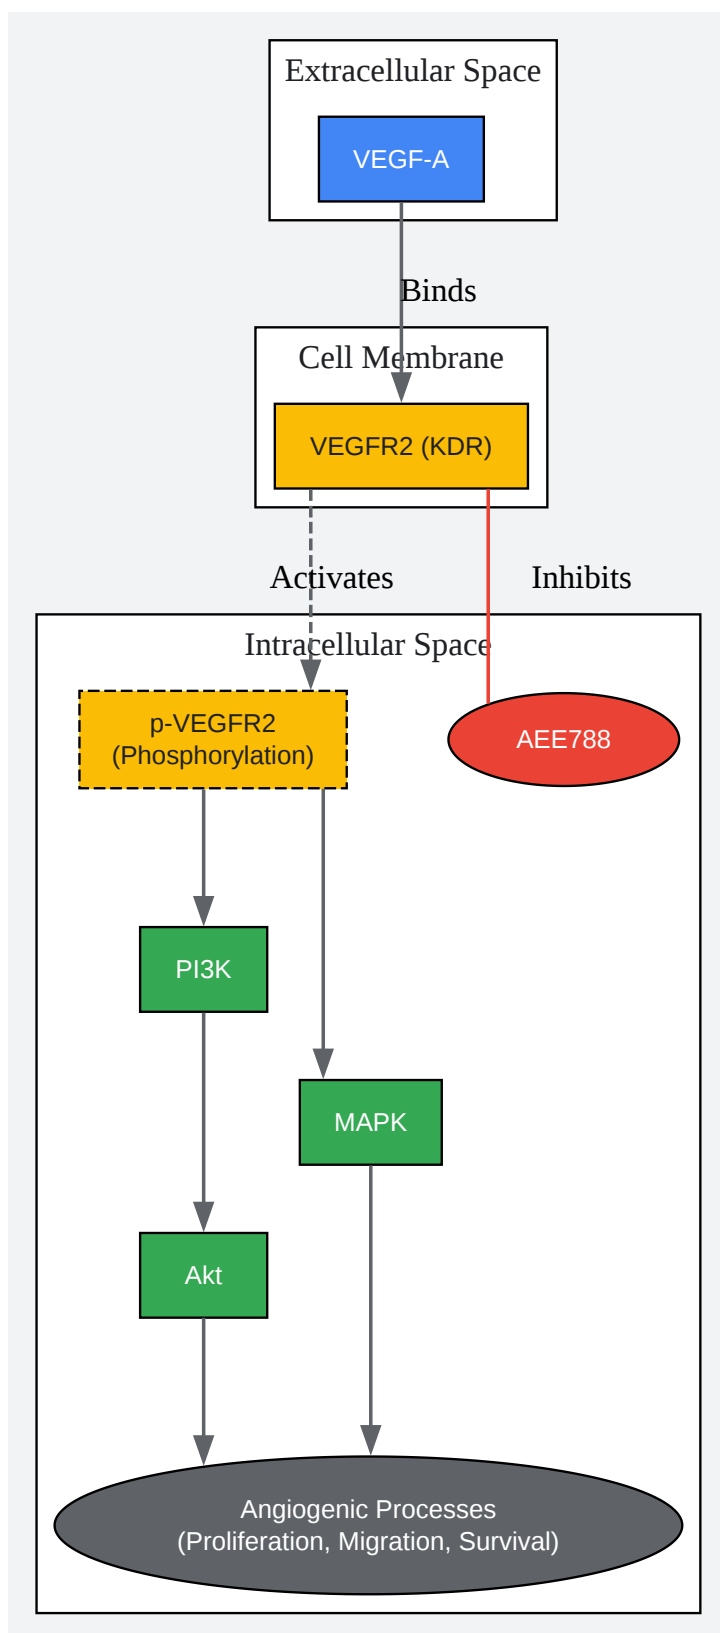 Extracellular Space
VEGF-A
Binds
Cell Membrane
VEGFR2 (KDR)
Activates
Inhibits
Intracellular Space
p-VEGFR2
(Phosphorylation)
AEE788
PI3K
MAPK
Akt
Angiogenic Processes
(Proliferation, Migration, Survival)